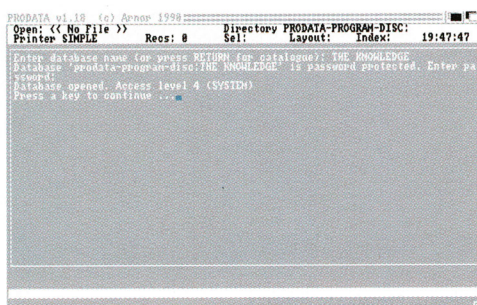 PRODATA v1.18 (c) Arnor 1990
Open: << No File >> Directory PRODATA-PROGRAM-DISC:
Printer SIMPLE Recs: 0 Sel: Layout: Index: 19:47:47
Enter database name (or press RETURN for catalogue): THE KNOWLEDGE
Database 'prodata-program-disc:THE KNOWLEDGE' is password protected. Enter pa
ssword:
Database opened. Access level 4 (SYSTEM)
Press a key to continue ...